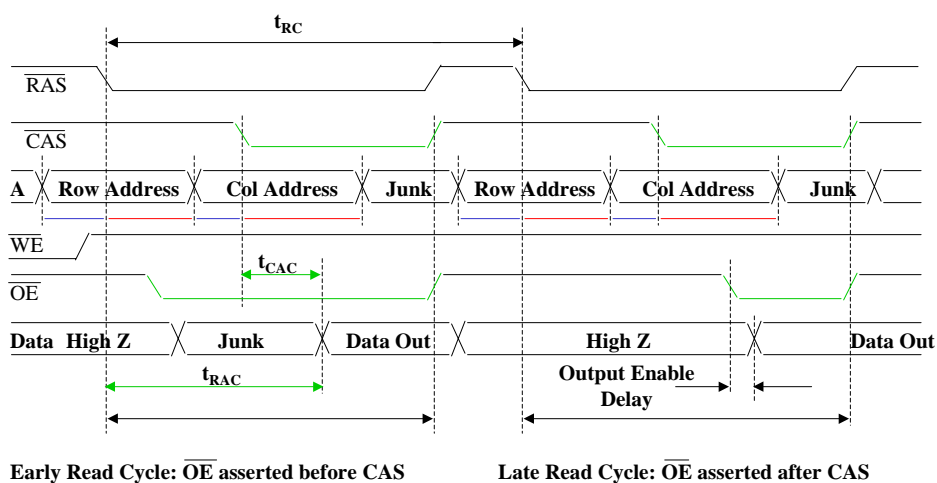 tRC
RAS
CAS
A Row Address Col Address Junk Row Address Col Address Junk
WE
tCAC
OE
Data High Z Junk Data Out High Z Data Out
tRAC
Output Enable
Delay
Early Read Cycle: OE asserted before CAS Late Read Cycle: OE asserted after CAS